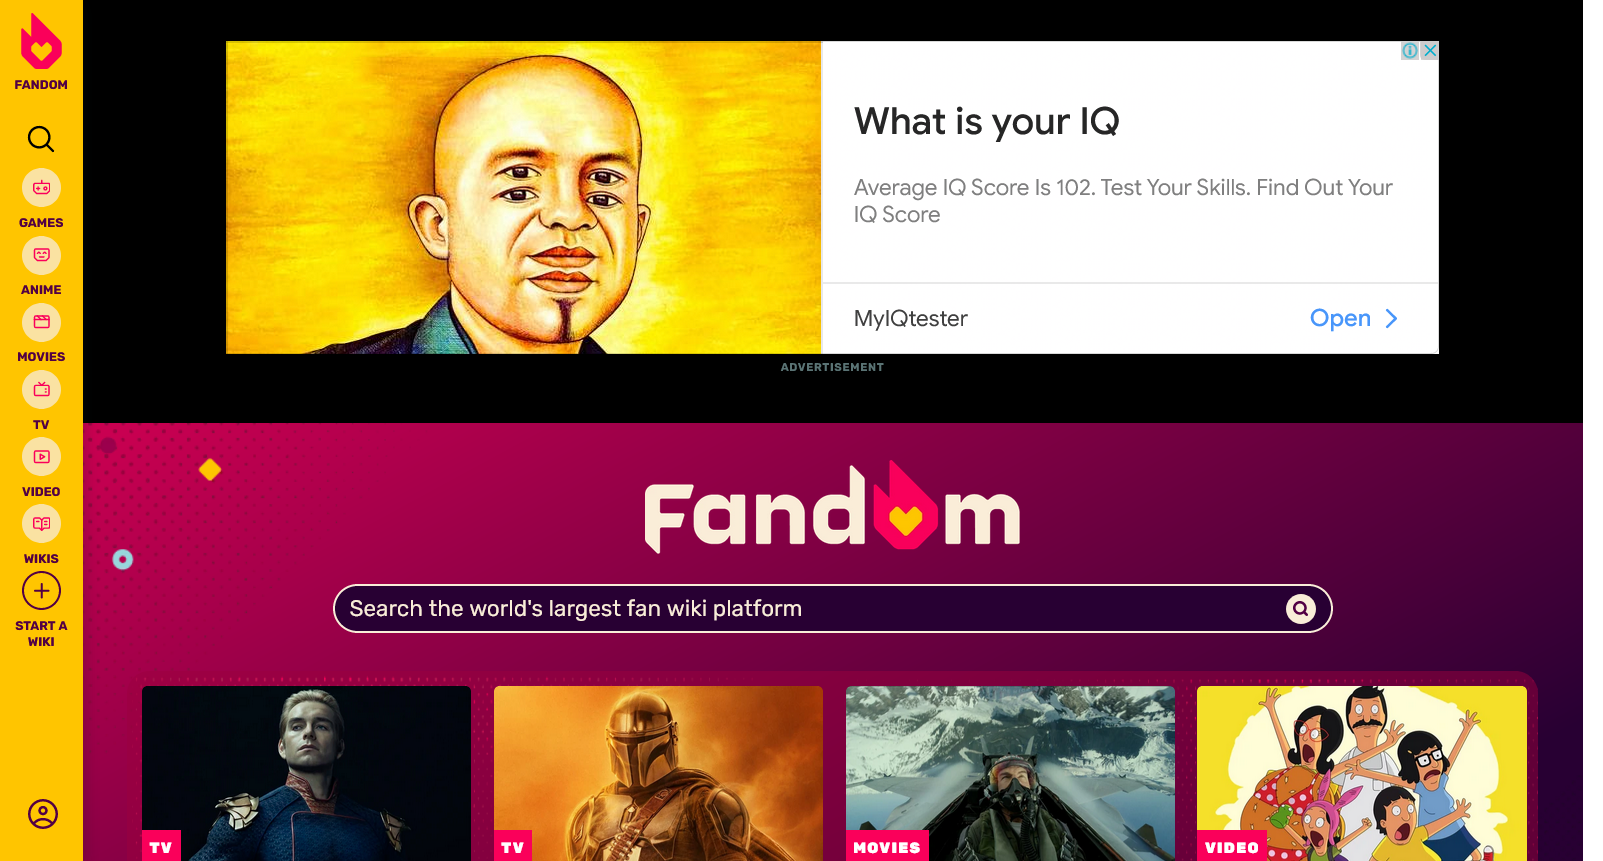 FANDOM
GAMES
ANIME
MOVIES
TV
VIDEO
WIKIS
START A
WIKI
What is your IQ
Average IQ Score Is 102. Test Your Skills. Find Out Your
IQ Score
MyIQtester
Open
ADVERTISEMENT
Fandom
Search the world's largest fan wiki platform
TV
TV
MOVIES
VIDEO